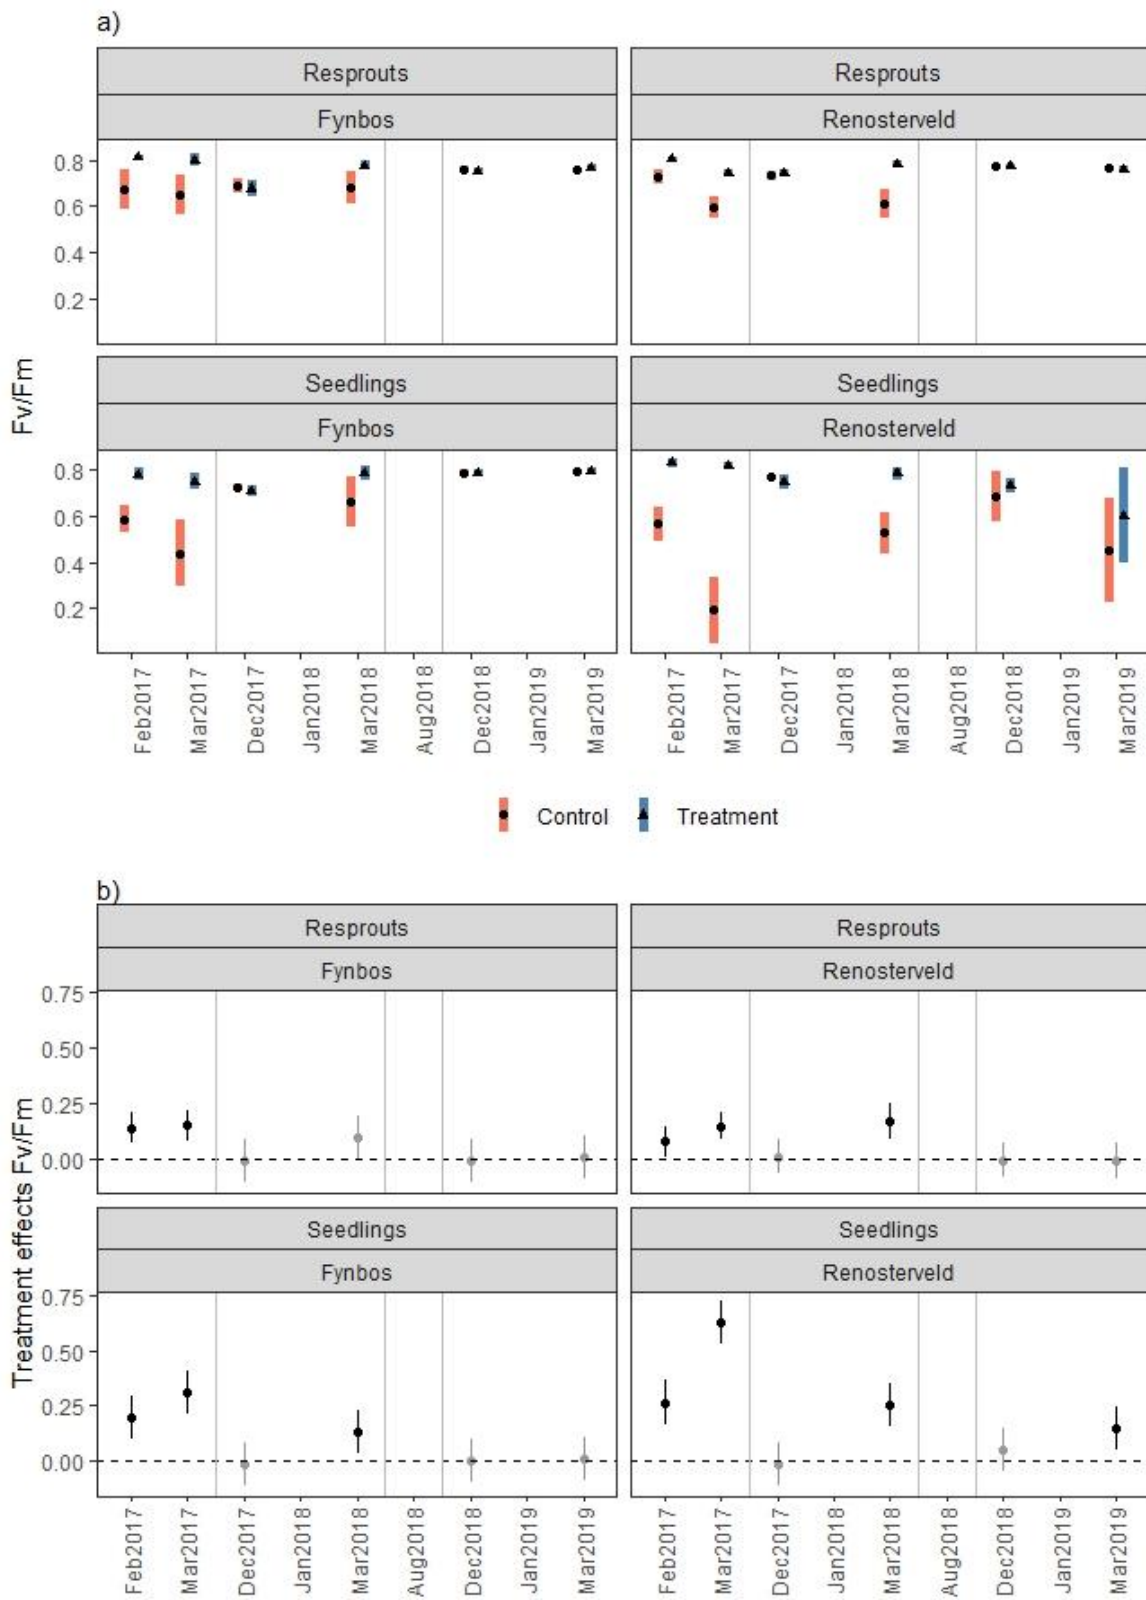 a)
Resprouts Resprouts
Fynbos Renosterveld
0.8
0.6
0.4
0.2
Fv/Fm
Seedlings Seedlings
Fynbos Renosterveld
0.8
0.6
0.4
0.2
Feb2017 Mar2017 Dec2017 Jan2018 Mar2018 Aug2018 Dec2018 Jan2019 Mar2019 Feb2017 Mar2017 Dec2017 Jan2018 Mar2018 Aug2018 Dec2018 Jan2019 Mar2019
Control Treatment
b)
Resprouts Resprouts
Fynbos Renosterveld
0.75
0.50
0.25
0.00
Treatment effects Fv/Fm
Seedlings Seedlings
Fynbos Renosterveld
0.75
0.50
0.25
0.00
Feb2017 Mar2017 Dec2017 Jan2018 Mar2018 Aug2018 Dec2018 Jan2019 Mar2019 Feb2017 Mar2017 Dec2017 Jan2018 Mar2018 Aug2018 Dec2018 Jan2019 Mar2019